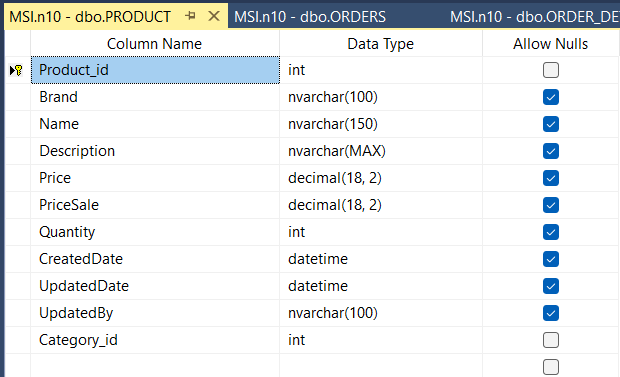 MSI.n10 - dbo.PRODUCT MSI.n10 - dbo.ORDERS MSI.n10 - dbo.ORDER_DE
Column Name Data Type Allow Nulls
Product_id int
Brand nvarchar(100)
Name nvarchar(150)
Description nvarchar(MAX)
Price decimal(18, 2)
PriceSale decimal(18, 2)
Quantity int
CreatedDate datetime
UpdatedDate datetime
UpdatedBy nvarchar(100)
Category_id int